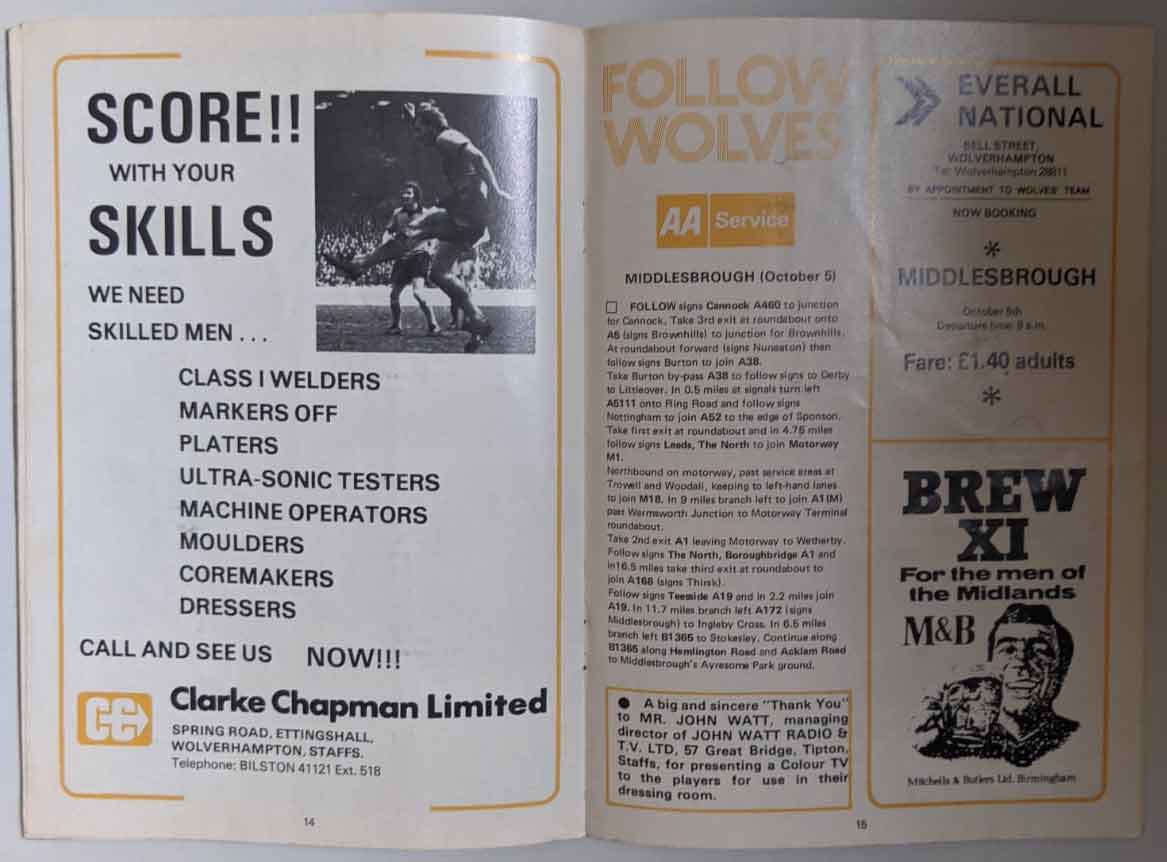 SCORE!!
WITH YOUR
SKILLS
WE NEED
SKILLED MEN . . .
CLASS I WELDERS
MARKERS OFF
PLATERS
ULTRA-SONIC TESTERS
MACHINE OPERATORS
MOULDERS
COREMAKERS
DRESSERS
CALL AND SEE US NOW!!!
Clarke Chapman Limited
SPRING ROAD, ETTINGSHALL,
WOLVERHAMPTON, STAFFS.
Telephone: BILSTON 41121 Ext. 518
14
FOLLOW
WOLVES
AA Service
MIDDLESBROUGH (October 5)
FOLLOW signs Cannock A460 to junction
for Cannock. Take 3rd exit at roundabout onto
A5 (signs Brownhills) to junction for Brownhills.
At roundabout forward (signs Nuneaton) then
follow signs Burton to join A38.
Take Burton by-pass A38 to follow signs to Derby
to Littleover. In 0.5 miles at signals turn left
A5111 onto Ring Road and follow signs
Nottingham to join A52 to the edge of Sponson.
Take first exit at roundabout and in 4.75 miles
follow signs Leeds, The North to join Motorway
M1.
Northbound on motorway, past service areas at
Trowell and Woodall, keeping to left-hand lanes
to join M18. In 9 miles branch left to join A1(M)
past Warmsworth Junction to Motorway Terminal
roundabout.
Take 2nd exit A1 leaving Motorway to Wetherby.
Follow signs The North, Boroughbridge A1 and
in 16.5 miles take third exit at roundabout to
join A168 (signs Thirsk).
Follow signs Teesside A19 and in 2.2 miles join
A19. In 11.7 miles branch left A172 (signs
Middlesbrough) to Ingleby Cross. In 6.5 miles
branch left B1365 to Stokesley. Continue along
B1365 along Hemlington Road and Acklam Road
to Middlesbrough's Ayresome Park ground.
● A big and sincere "Thank You"
to MR. JOHN WATT, managing
director of JOHN WATT RADIO &
T.V. LTD, 57 Great Bridge, Tipton,
Staffs, for presenting a Colour TV
to the players for use in their
dressing room.
EVERALL
NATIONAL
BELL STREET,
WOLVERHAMPTON
Tel: Wolverhampton 28811
BY APPOINTMENT TO WOLVES' TEAM
NOW BOOKING
*
MIDDLESBROUGH
October 5th
Departure time: 9 a.m.
Fare: £1.40 adults
*
BREW
XI
For the men of
the Midlands
M&B
Mitchells & Butlers Ltd. Birmingham
15